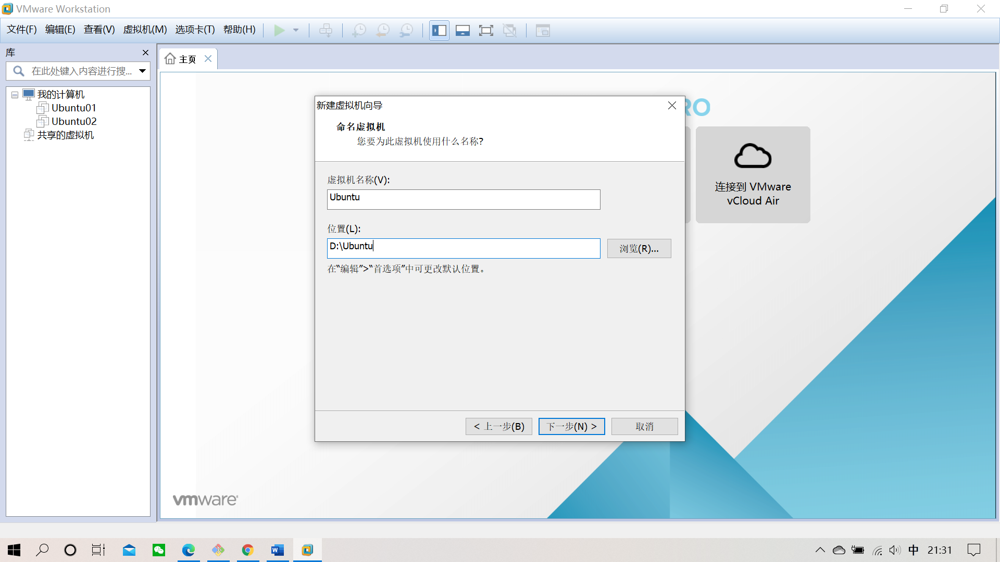 VMware Workstation
文件(F) 编辑(E) 查看(V) 虚拟机(M) 选项卡(T) 帮助(H)
库
在此处键入内容进行搜...
我的计算机
Ubuntu01
Ubuntu02
共享的虚拟机
主页
RO
连接到 VMware
vCloud Air
新建虚拟机向导
命名虚拟机
您要为此虚拟机使用什么名称?
虚拟机名称(V):
Ubuntu
位置(L):
D:\Ubuntu
浏览(R)...
在“编辑”>“首选项”中可更改默认位置。
< 上一步(B)
下一步(N) >
取消
vmware
中
21:31